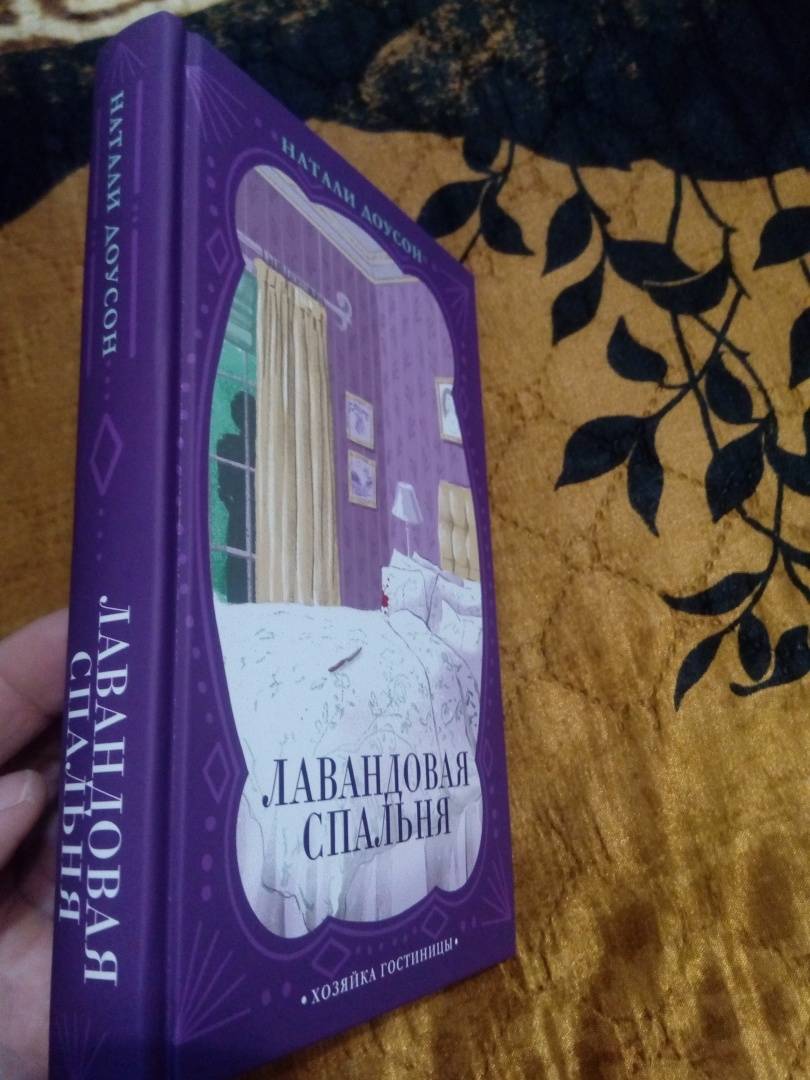 НАТАЛИ ДОУСОН
ЛАВАНДОВАЯ
СПАЛЬНЯ
НАТАЛИ ДОУСОН
ЛАВАНДОВАЯ
СПАЛЬНЯ
• ХОЗЯЙКА ГОСТИНИЦЫ •